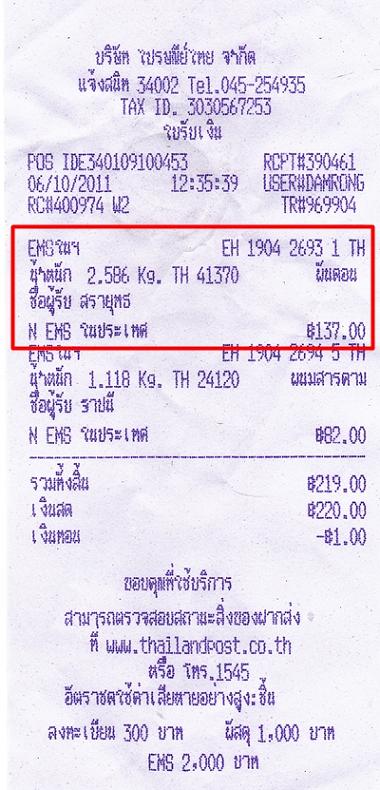 บริษัท ไปรษณีย์ไทย จำกัด
แจ้งสนิท 34002 Tel.045-254935
TAX ID. 3030567253
ใบรับเงิน
POS IDE340109100453 RCPT#390461
06/10/2011 12:35:39 USER#DAMRONG
RC#400974 W2 TR#969904
EMSในฯ EH 1904 2693 1 TH
น้ำหนัก 2.586 Kg. TH 41370 ผันตอน
ชื่อผู้รับ สรายุทธ
N EMS ในประเทศ ฿137.00
EMSในฯ EH 1904 2694 5 TH
น้ำหนัก 1.118 Kg. TH 24120 พนมสารคาม
ชื่อผู้รับ
N EMS ในประเทศ ฿82.00
รวมทั้งสิ้น ฿219.00
เงินสด ฿220.00
เงินทอน -฿1.00
ขอบคุณที่ใช้บริการ
สามารถตรวจสอบสถานะสิ่งของฝากส่ง
ที่ www.thailandpost.co.th
หรือ โทร.1545
อัตราชดใช้ค่าเสียหายอย่างสูง:ชิ้น
ลงทะเบียน 300 บาท พัสดุ 1,000 บาท
EMS 2,000 บาท